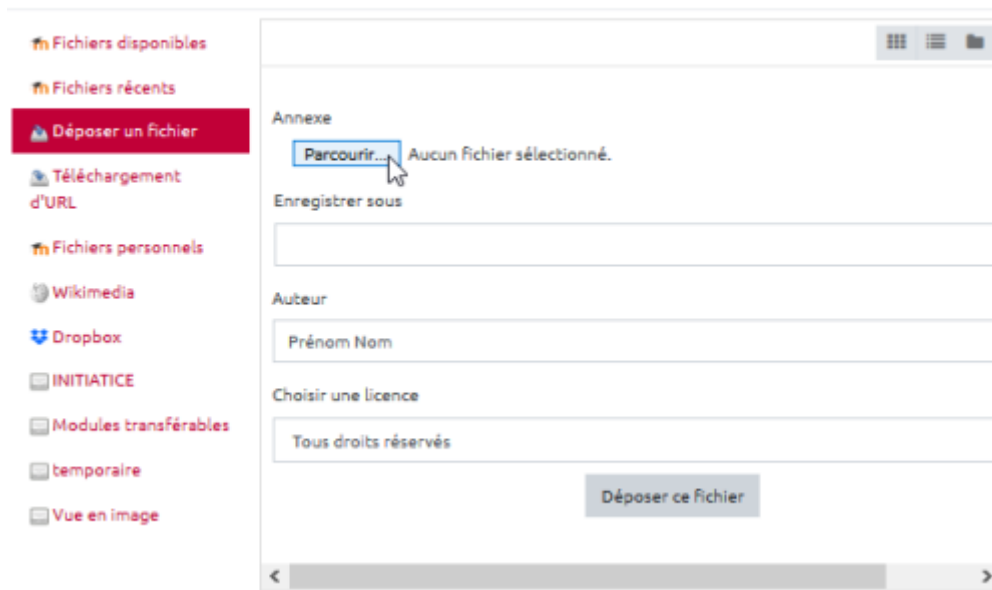 Fichiers disponibles
Fichiers récents
Déposer un fichier
Téléchargement
d'URL
Fichiers personnels
Wikimedia
Dropbox
INITIATICE
Modules transférables
temporaire
Vue en image
Annexe
Parcourir... Aucun fichier sélectionné.
Enregistrer sous
Auteur
Prénom Nom
Choisir une licence
Tous droits réservés
Déposer ce fichier